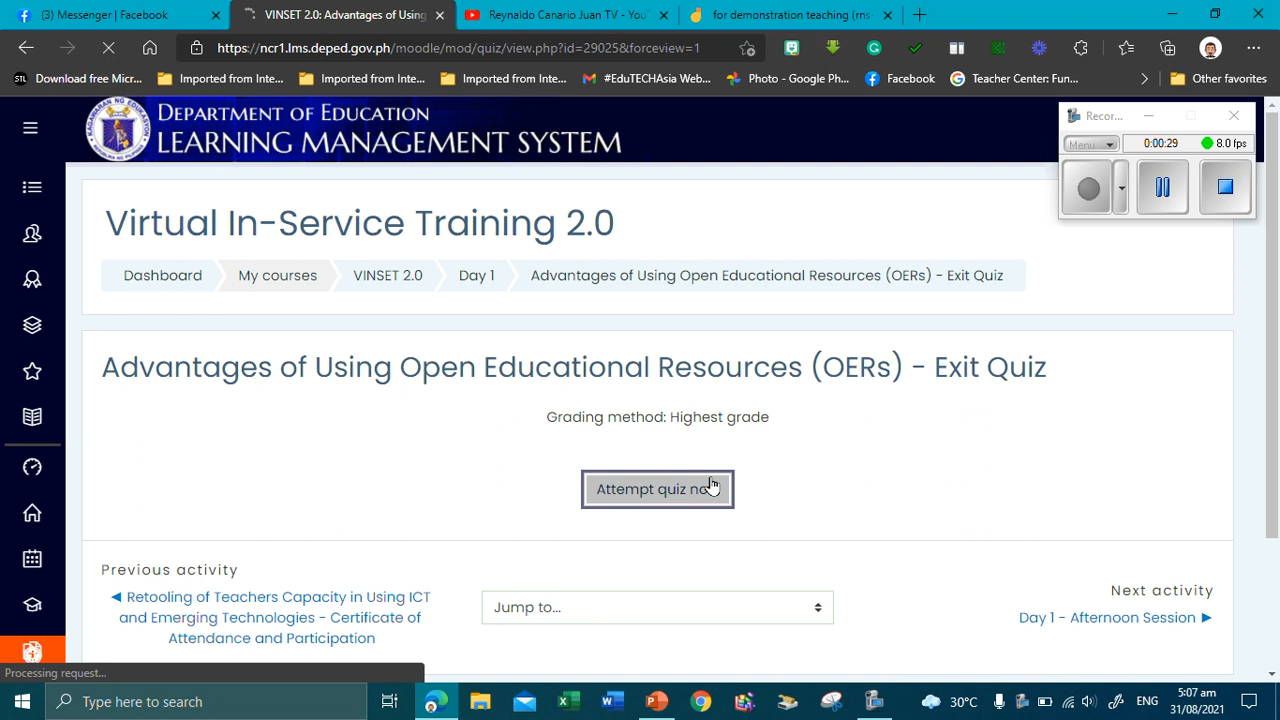 (3) Messenger | Facebook
VINSET 2.0: Advantages of Using
Reynaldo Canario Juan TV - You
for demonstration teaching (rns-
https://ncr1.lms.deped.gov.ph/moodle/mod/quiz/view.php?id=29025&forceview=1
STL Download free Micr...
Imported from Inte...
Imported from Inte...
Imported from Inte...
#EduTECHAsia Web...
Photo - Google Ph...
Facebook
Teacher Center: Fun...
Other favorites
DEPARTMENT OF EDUCATION
LEARNING MANAGEMENT SYSTEM
Recor...
Menu
0:00:29
8.0 fps
Virtual In-Service Training 2.0
Dashboard
My courses
VINSET 2.0
Day 1
Advantages of Using Open Educational Resources (OERs) - Exit Quiz
Advantages of Using Open Educational Resources (OERs) - Exit Quiz
Grading method: Highest grade
Attempt quiz
Previous activity
◀ Retooling of Teachers Capacity in Using ICT
and Emerging Technologies - Certificate of
Attendance and Participation
Jump to...
Next activity
Day 1 - Afternoon Session ▶
Processing request...
Type here to search
30°C
ENG
5:07 am
31/08/2021